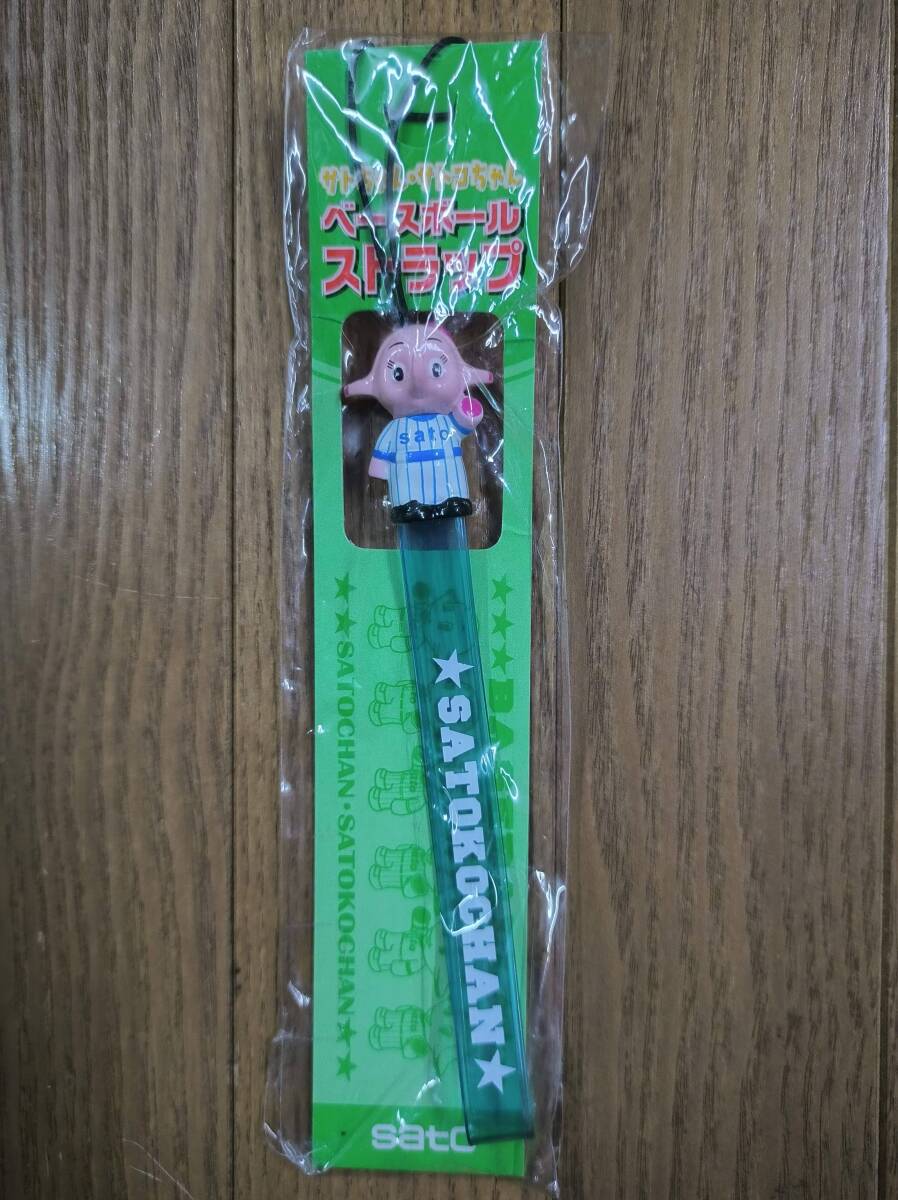 サトちゃん・サトコちゃん
ベースボール
ストラップ
sato
★SATOKOCHAN★
★★SATOCHAN・SATOKOCHAN★★
sato